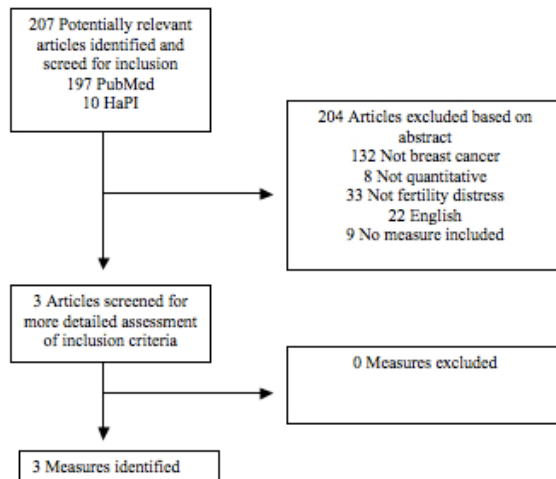 207 Potentially relevant
articles identified and
screed for inclusion
197 PubMed
10 HaPI
204 Articles excluded based on
abstract
132 Not breast cancer
8 Not quantitative
33 Not fertility distress
22 English
9 No measure included
3 Articles screened for
more detailed assessment
of inclusion criteria
0 Measures excluded
3 Measures identified